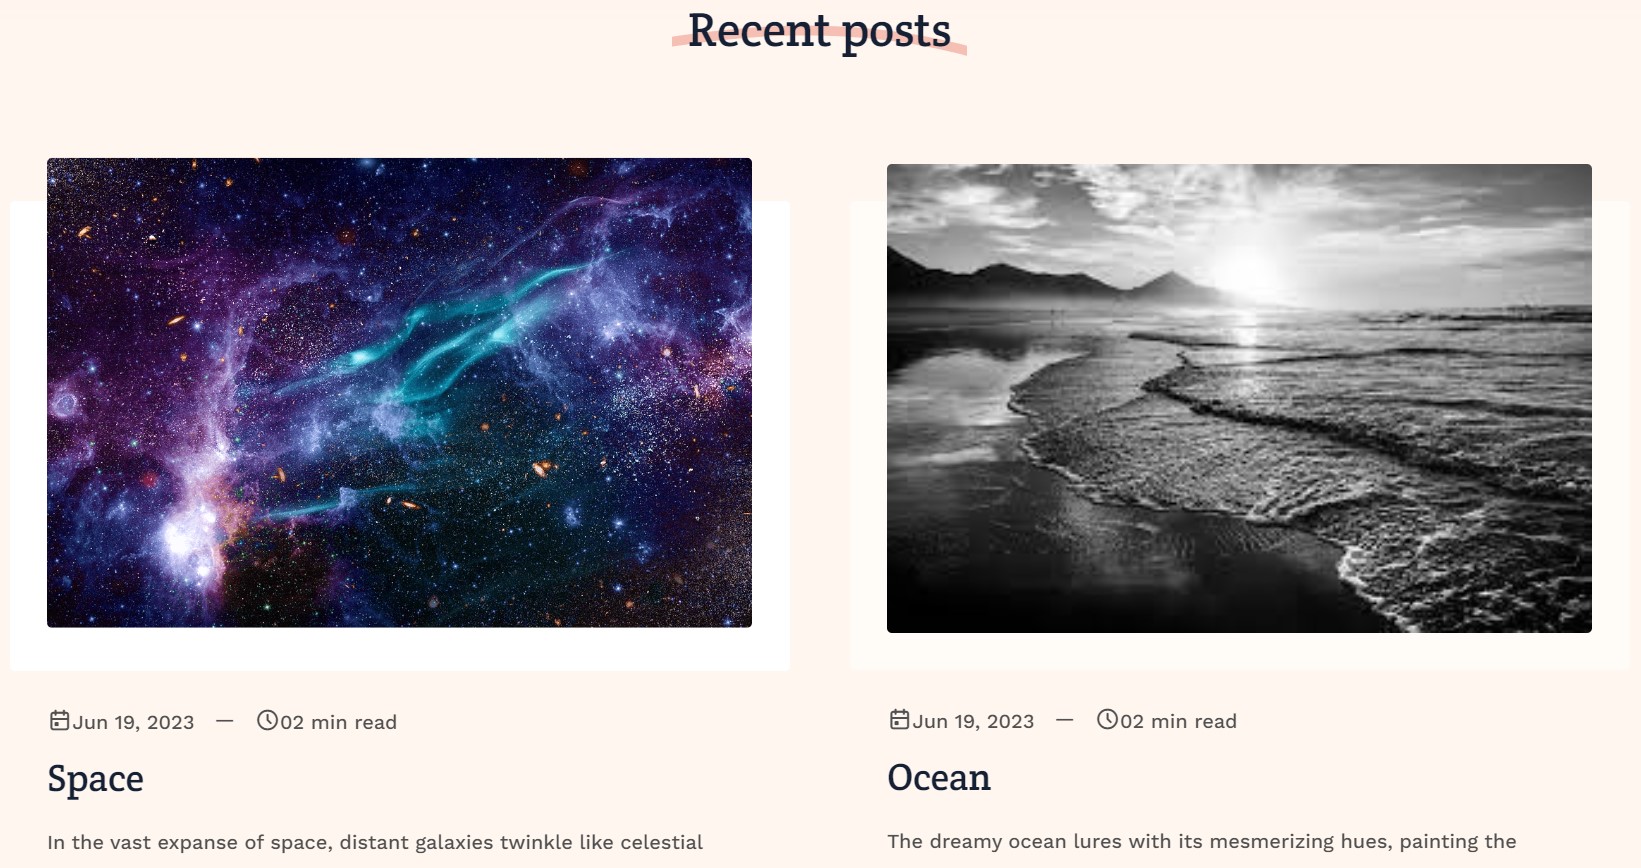 Recent posts
Jun 19, 2023 — 02 min read
Space
In the vast expanse of space, distant galaxies twinkle like celestial
Jun 19, 2023 — 02 min read
Ocean
The dreamy ocean lures with its mesmerizing hues, painting the